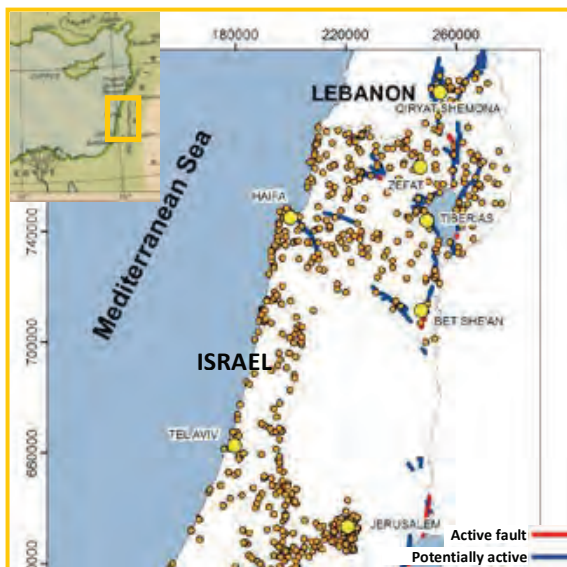 180000 220000 260000
LEBANON
QIRYAT SHEMONA
Mediterranean Sea
ZEFAT
HAIFA
TIBERIAS
740000
BET SHE'AN
700000
ISRAEL
TEL AVIV
660000
JERUSALEM
Active fault
Potentially active
CYPRUS